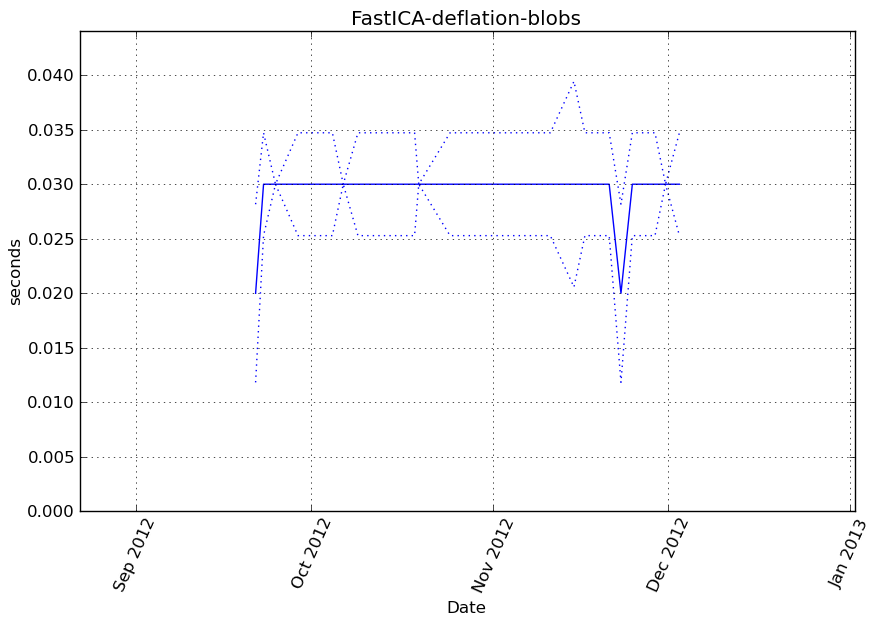 FastICA-deflation-blobs
0.040
0.035
0.030
0.025
0.020
0.015
0.010
0.005
0.000
seconds
Sep 2012
Oct 2012
Nov 2012
Dec 2012
Jan 2013
Date